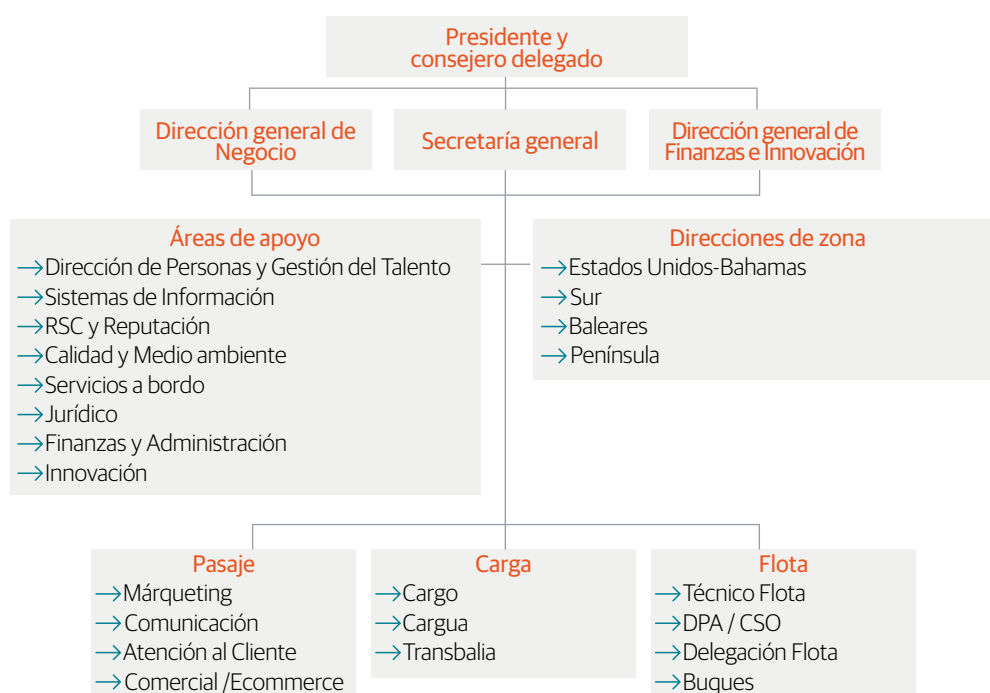 Presidente y
consejero delegado
Dirección general de
Negocio
Secretaría general
Dirección general de
Finanzas e Innovación
Áreas de apoyo
→Dirección de Personas y Gestión del Talento
→Sistemas de Información
→RSC y Reputación
→Calidad y Medio ambiente
→Servicios a bordo
→Jurídico
→Finanzas y Administración
→Innovación
Direcciones de zona
→Estados Unidos-Bahamas
→Sur
→Baleares
→Península
Pasaje
→Márqueting
→Comunicación
→Atención al Cliente
→Comercial /Ecommerce
Carga
→Cargo
→Cargua
→Transbalia
Flota
→Técnico Flota
→DPA / CSO
→Delegación Flota
→Buques